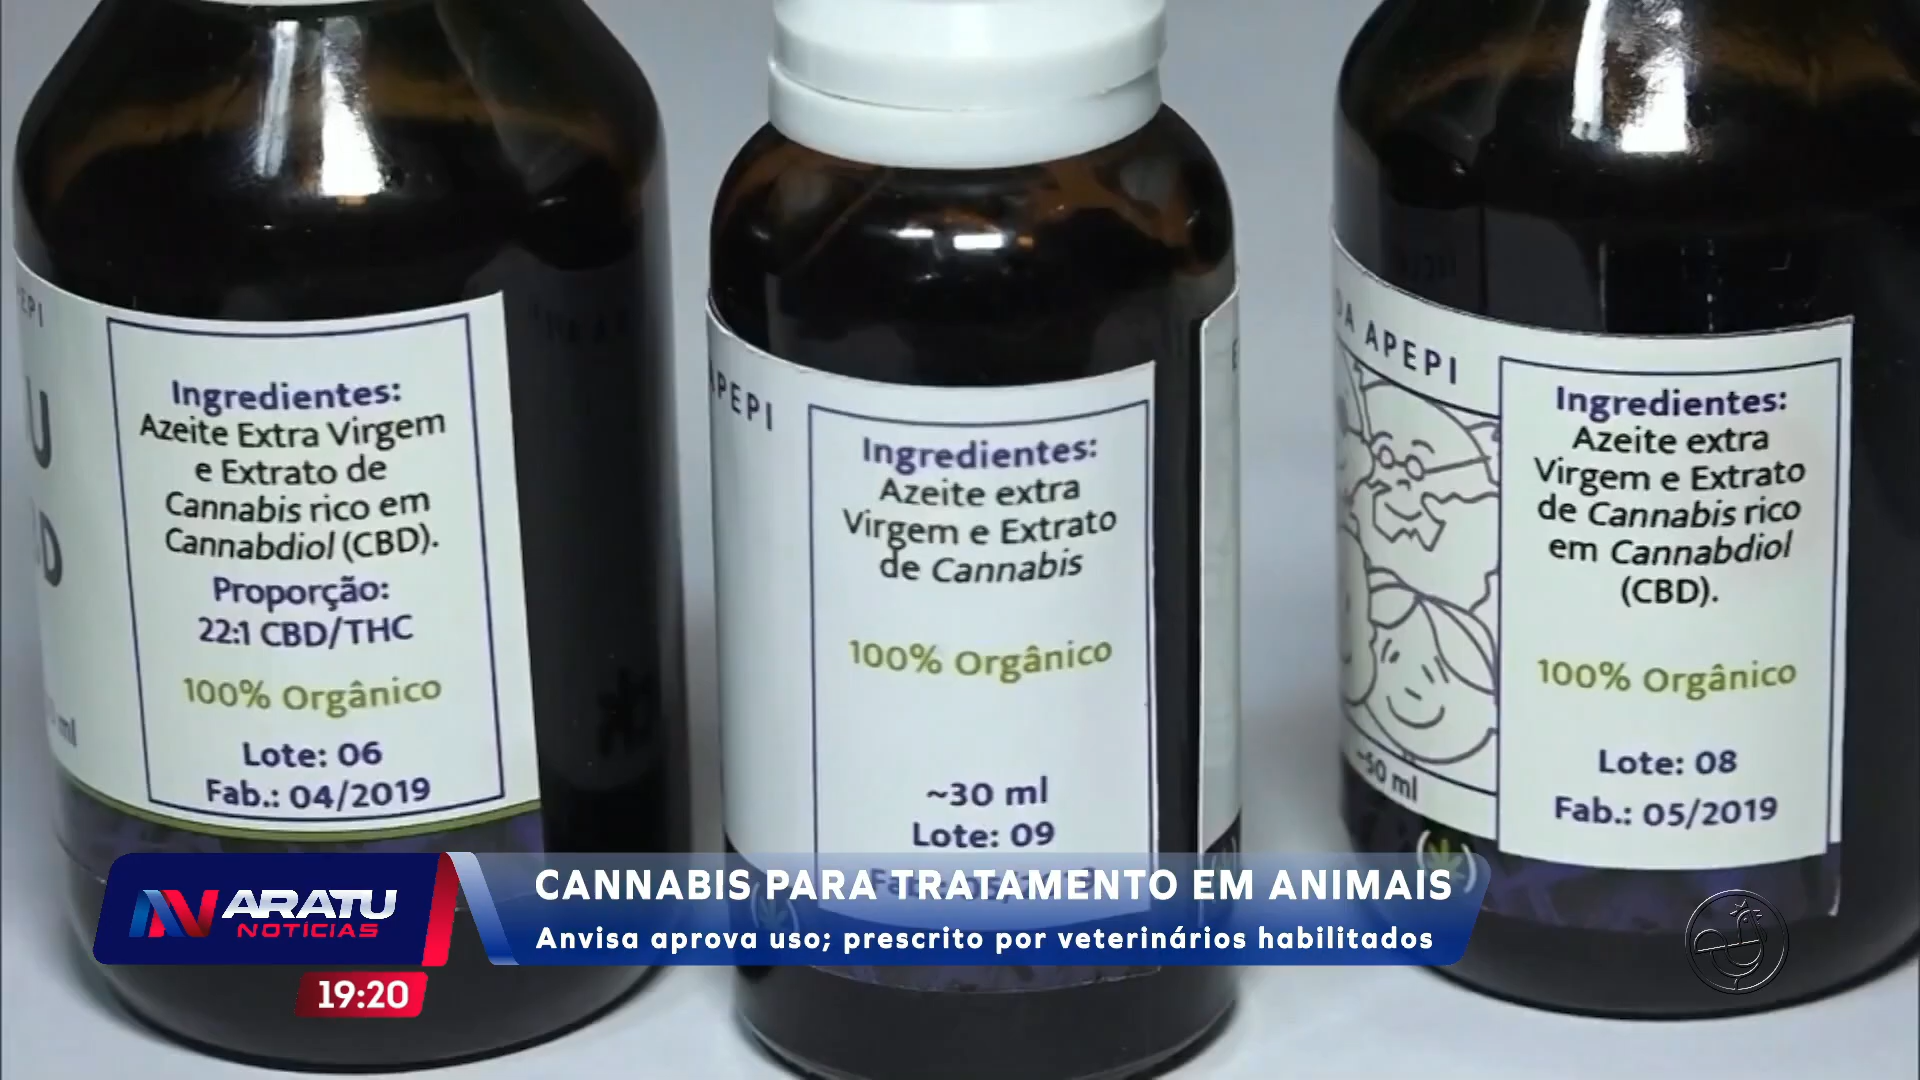 Ingredientes:
Azeite Extra Virgem
e Extrato de
Cannabis rico em
Cannabdiol (CBD).
Proporção:
22:1 CBD/THC
100% Orgânico
Lote: 06
Fab.: 04/2019
APEPI
Ingredientes:
Azeite extra
Virgem e Extrato
de Cannabis
100% Orgânico
~30 ml
Lote: 09
DA APEPI
Ingredientes:
Azeite extra
Virgem e Extrato
de Cannabis rico
em Cannabdiol
(CBD).
100% Orgânico
Lote: 08
Fab.: 05/2019
~50 ml
ARATU
NOTÍCIAS
19:20
CANNABIS PARA TRATAMENTO EM ANIMAIS
Anvisa aprova uso; prescrito por veterinários habilitados